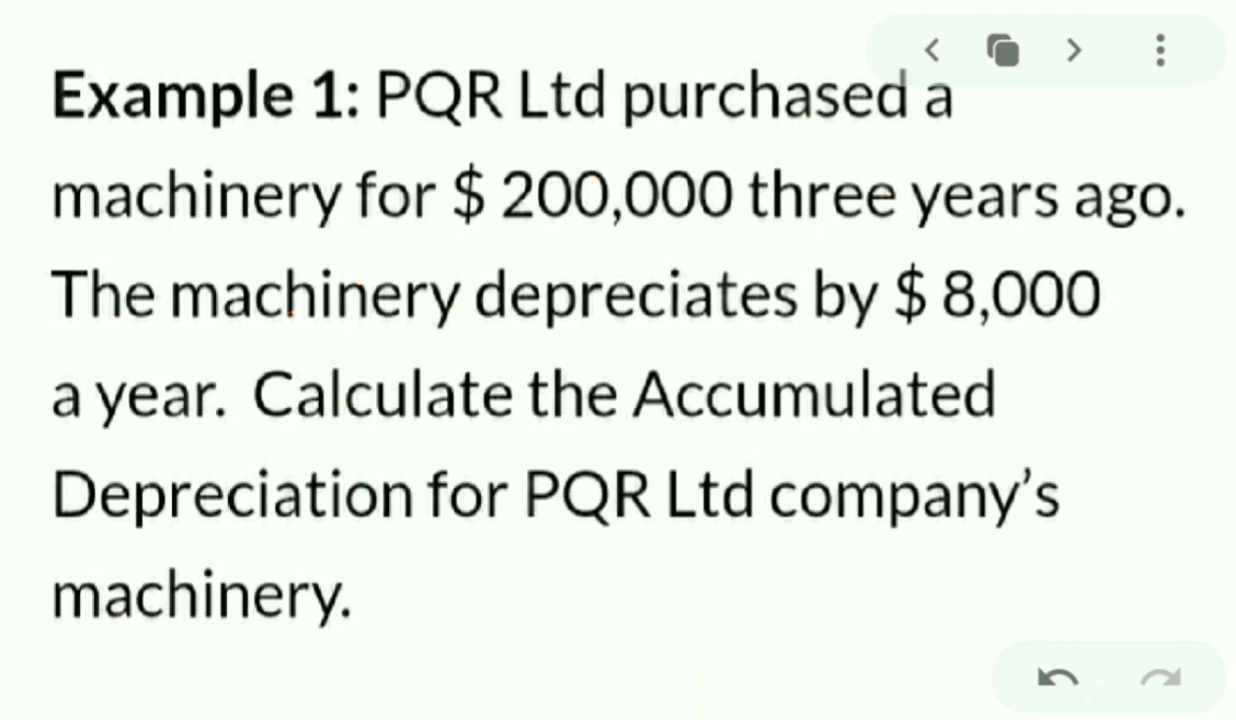 Example 1: PQR Ltd purchased a
machinery for $ 200,000 three years ago.
The machinery depreciates by $ 8,000
a year.  Calculate the Accumulated
Depreciation for PQR Ltd company’s
machinery.